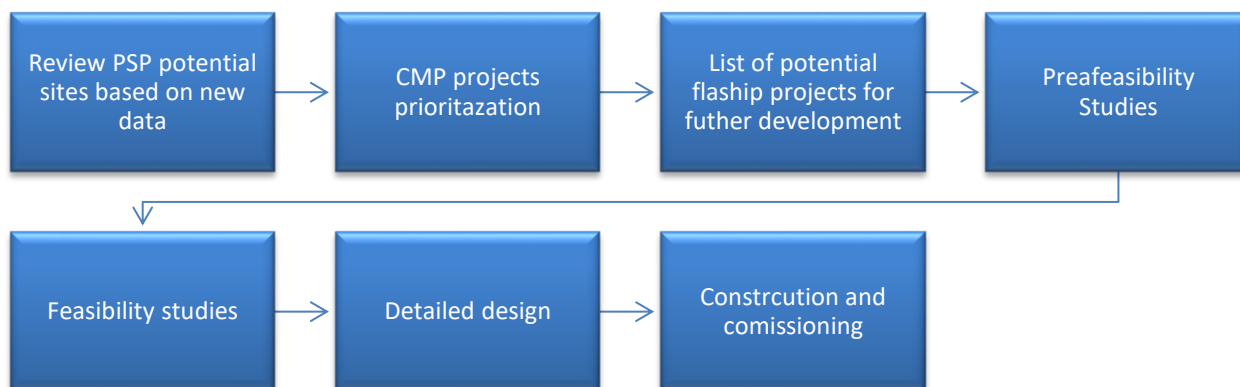 Review PSP potential
sites based on new
data
CMP projects
prioritazation
List of potential
flaship projects for
futher development
Preafeasibility
Studies
Feasibility studies
Detailed design
Constrcution and
comissioning